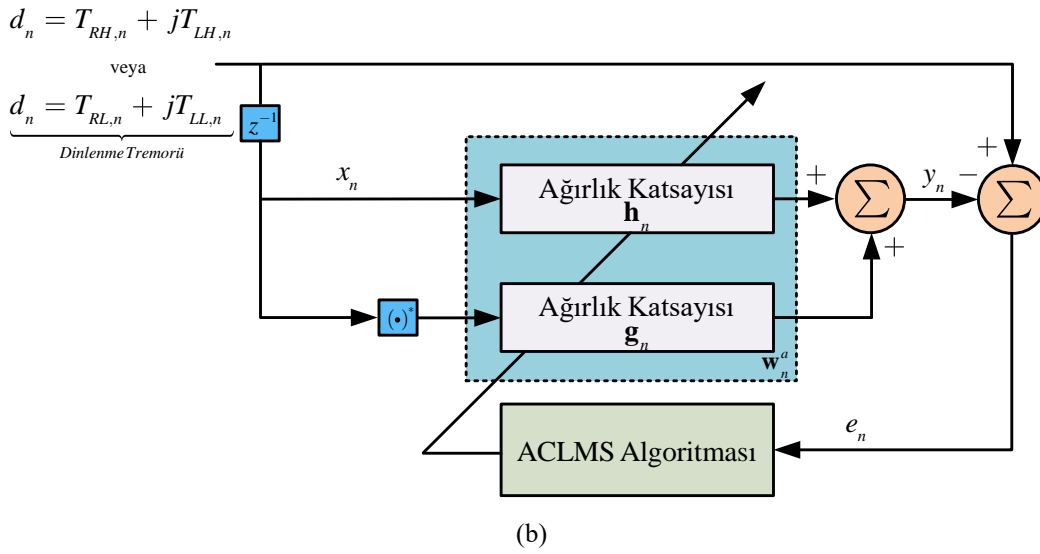 d_n = T_{RH,n} + jT_{LH,n}
veya
d_n = T_{RL,n} + jT_{LL,n}
Dinlenme Tremorü
z^{-1}
x_n
Ağırlık Katsayısı
h_n
+
y_n
−
+
∑
∑
+
(•)^*
Ağırlık Katsayısı
g_n
w_n^a
ACLMS Algoritması
e_n
(b)